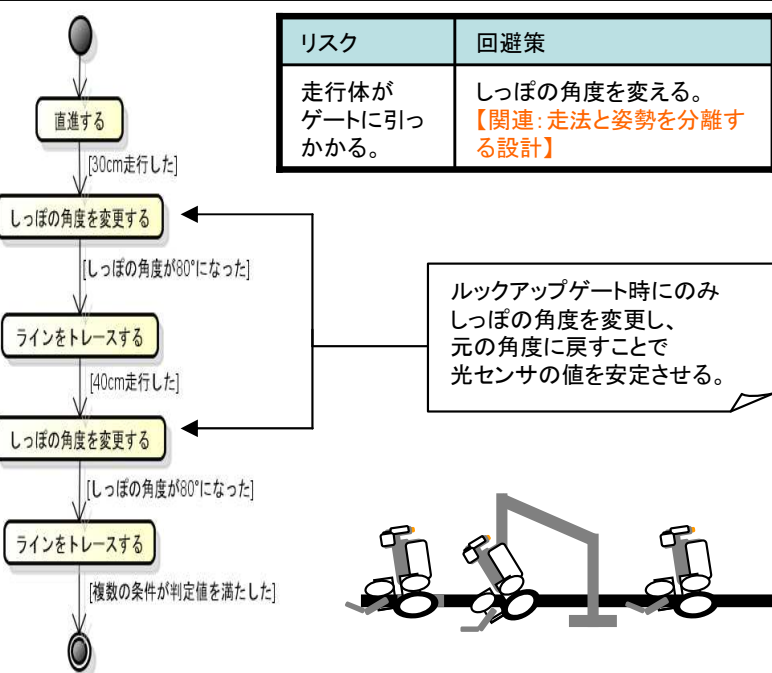 リスク
回避策
走行体が
ゲートに引っ
かかる。
しっぽの角度を変える。
【関連：走法と姿勢を分離す
る設計】
直進する
[30cm走行した]
しっぽの角度を変更する
[しっぽの角度が80°になった]
ラインをトレースする
[40cm走行した]
しっぽの角度を変更する
[しっぽの角度が80°になった]
ラインをトレースする
[複数の条件が判定値を満たした]
ルックアップゲート時にのみ
しっぽの角度を変更し、
元の角度に戻すことで
光センサの値を安定させる。